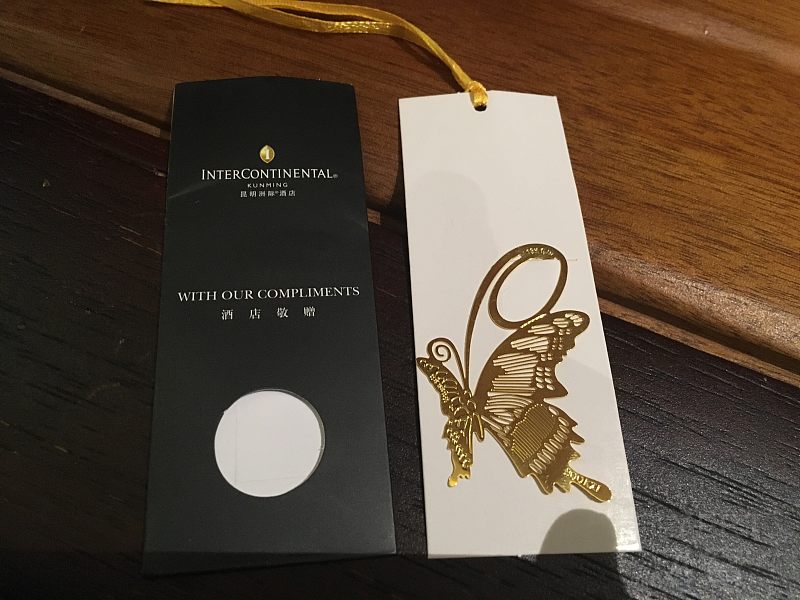 INTERCONTINENTAL®
KUNMING
昆明洲际®酒店
WITH OUR COMPLIMENTS
酒店敬赠